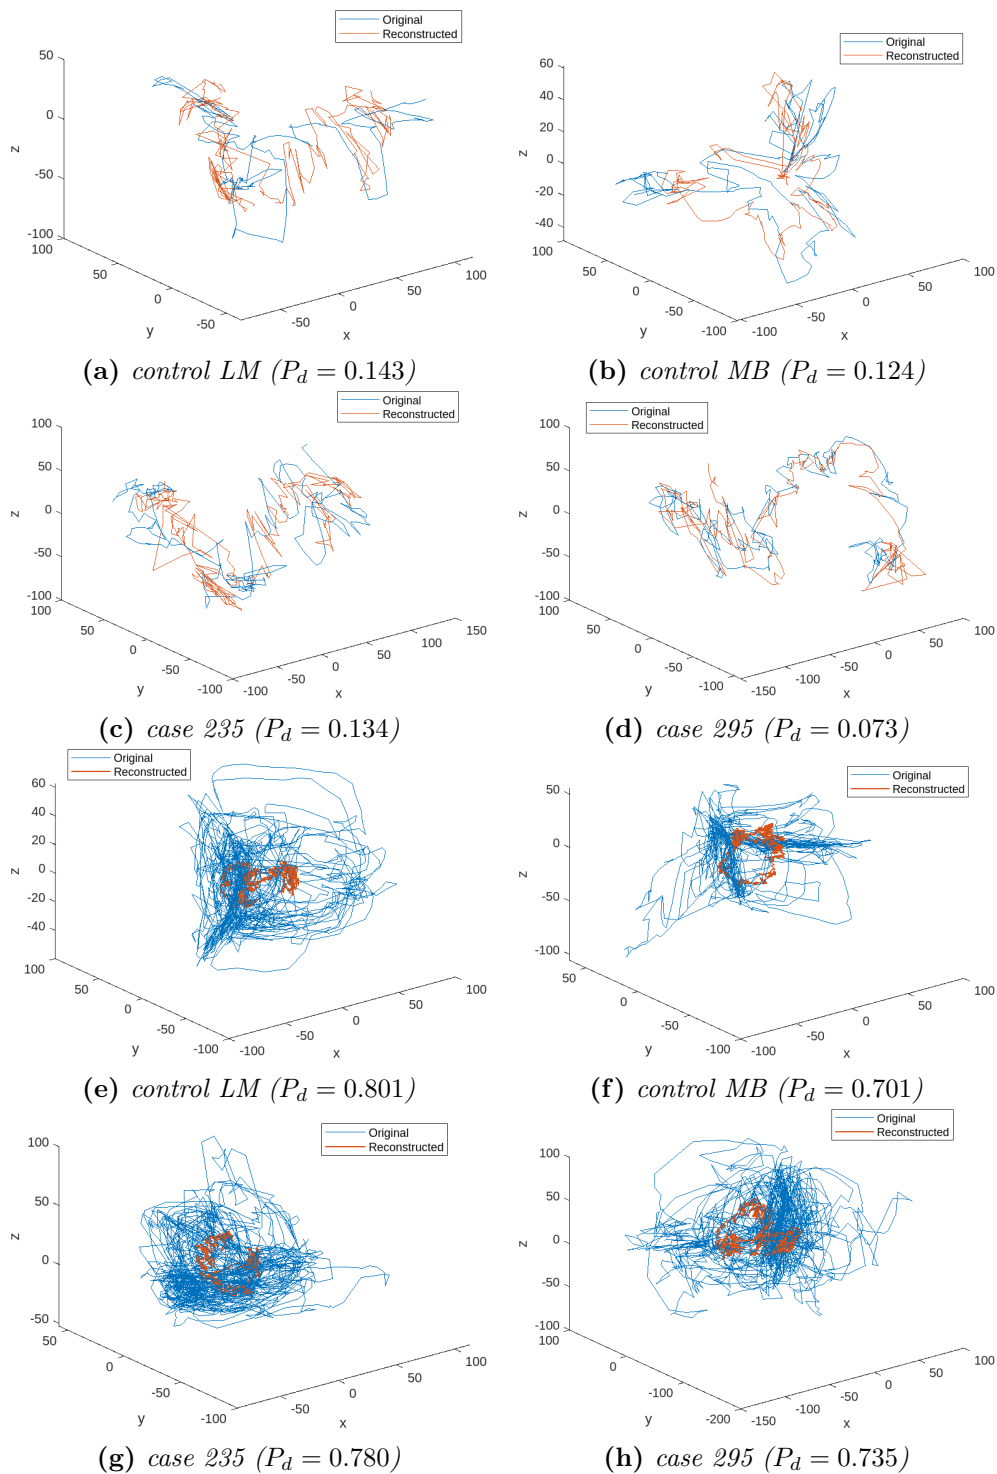 Original
Reconstructed
50
0
-50
-100
z
100
50
0
-50
y
-50
0
50
100
x
(a) control LM (P_d = 0.143)
Original
Reconstructed
60
40
20
0
-20
-40
z
100
50
0
-50
-100
y
-100
-50
0
50
100
x
(b) control MB (P_d = 0.124)
Original
Reconstructed
100
50
0
-50
-100
z
100
50
0
-50
-100
y
-100
-50
0
50
100
150
x
(c) case 235 (P_d = 0.134)
Original
Reconstructed
100
50
0
-50
-100
z
100
50
0
-50
-100
y
-150
-100
-50
0
50
100
x
(d) case 295 (P_d = 0.073)
Original
Reconstructed
60
40
20
0
-20
-40
z
100
50
0
-50
-100
y
-100
-50
0
50
100
x
(e) control LM (P_d = 0.801)
Original
Reconstructed
50
0
-50
-100
z
50
0
-50
-100
y
-100
-50
0
50
100
x
(f) control MB (P_d = 0.701)
Original
Reconstructed
100
50
0
-50
z
50
0
-50
-100
y
-100
-50
0
50
100
x
(g) case 235 (P_d = 0.780)
Original
Reconstructed
100
50
0
-50
-100
z
100
0
-100
-200
y
-150
-100
-50
0
50
100
x
(h) case 295 (P_d = 0.735)